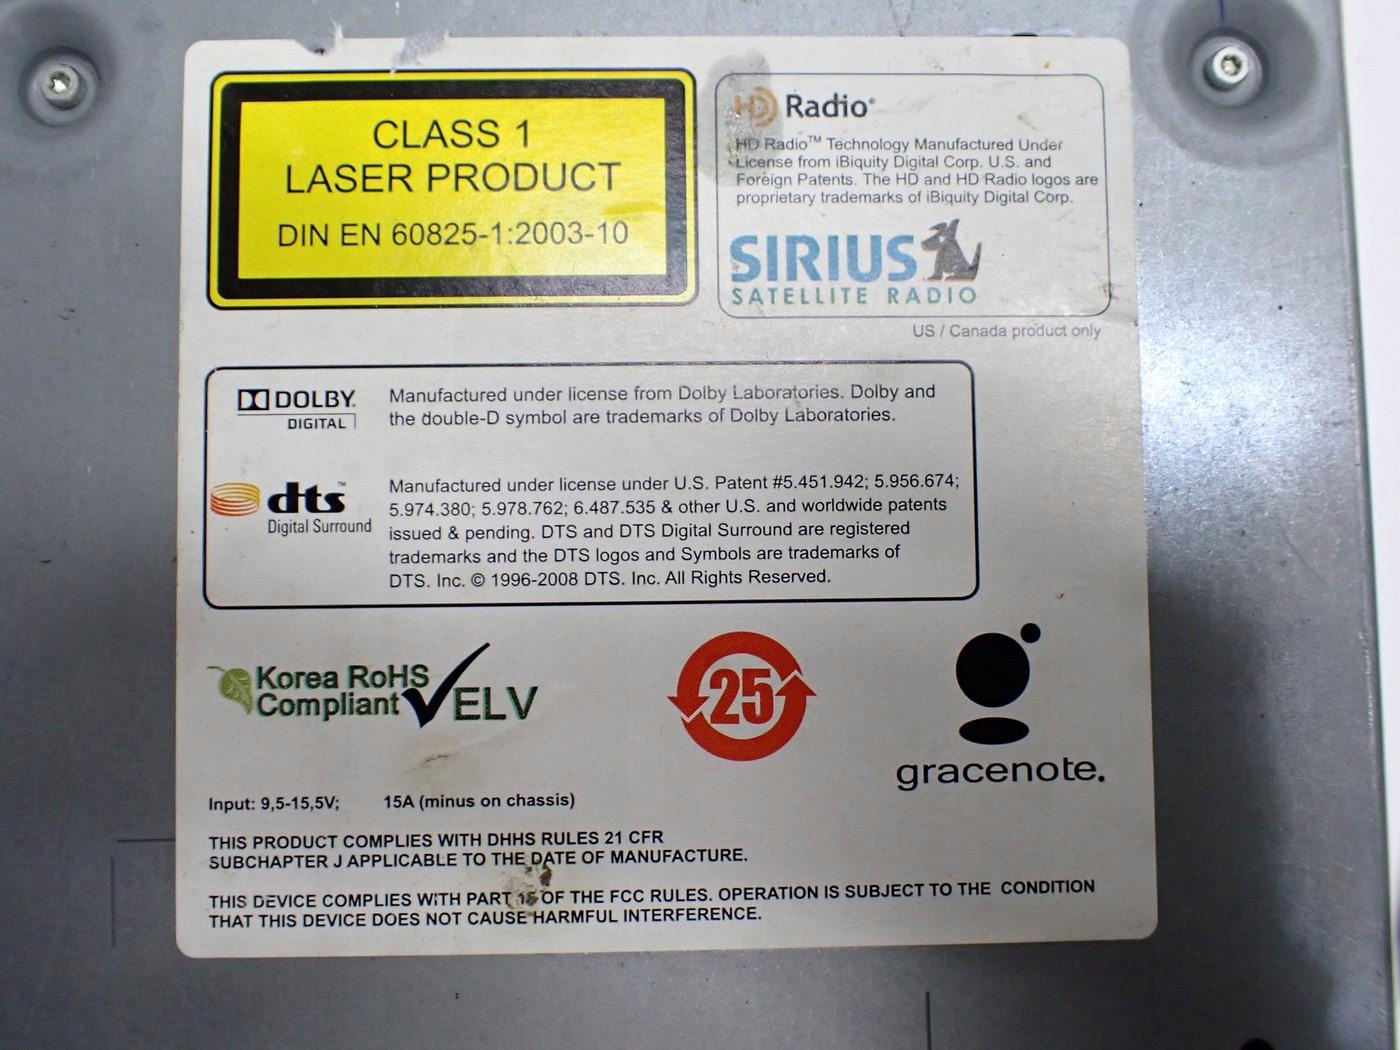 CLASS 1
LASER PRODUCT
DIN EN 60825-1:2003-10
HD Radio®
HD Radio™ Technology Manufactured Under
License from iBiquity Digital Corp. U.S. and
Foreign Patents. The HD and HD Radio logos are
proprietary trademarks of iBiquity Digital Corp.
SIRIUS
SATELLITE RADIO
US / Canada product only
DOLBY
DIGITAL
Manufactured under license from Dolby Laboratories. Dolby and
the double-D symbol are trademarks of Dolby Laboratories.
dts™
Digital Surround
Manufactured under license under U.S. Patent #5.451.942; 5.956.674;
5.974.380; 5.978.762; 6.487.535 & other U.S. and worldwide patents
issued & pending. DTS and DTS Digital Surround are registered
trademarks and the DTS logos and Symbols are trademarks of
DTS. Inc. © 1996-2008 DTS. Inc. All Rights Reserved.
Korea RoHS
Compliant ELV
25
gracenote.
Input: 9,5-15,5V; 15A (minus on chassis)
THIS PRODUCT COMPLIES WITH DHHS RULES 21 CFR
SUBCHAPTER J APPLICABLE TO THE DATE OF MANUFACTURE.
THIS DEVICE COMPLIES WITH PART 15 OF THE FCC RULES. OPERATION IS SUBJECT TO THE CONDITION
THAT THIS DEVICE DOES NOT CAUSE HARMFUL INTERFERENCE.